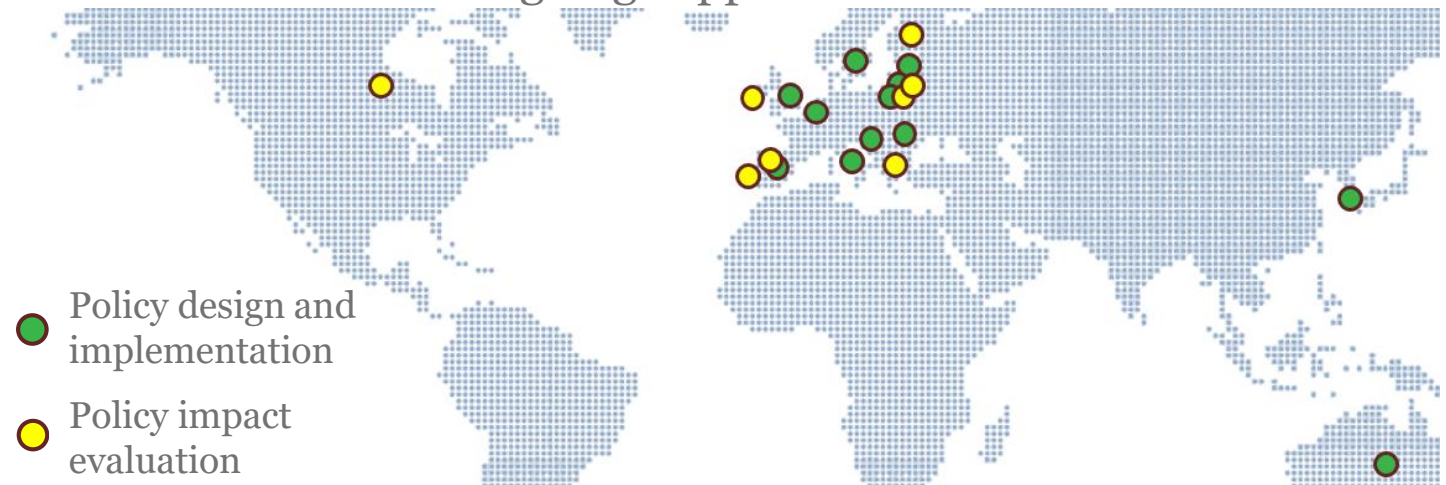 Policy design and
implementation
Policy impact
evaluation